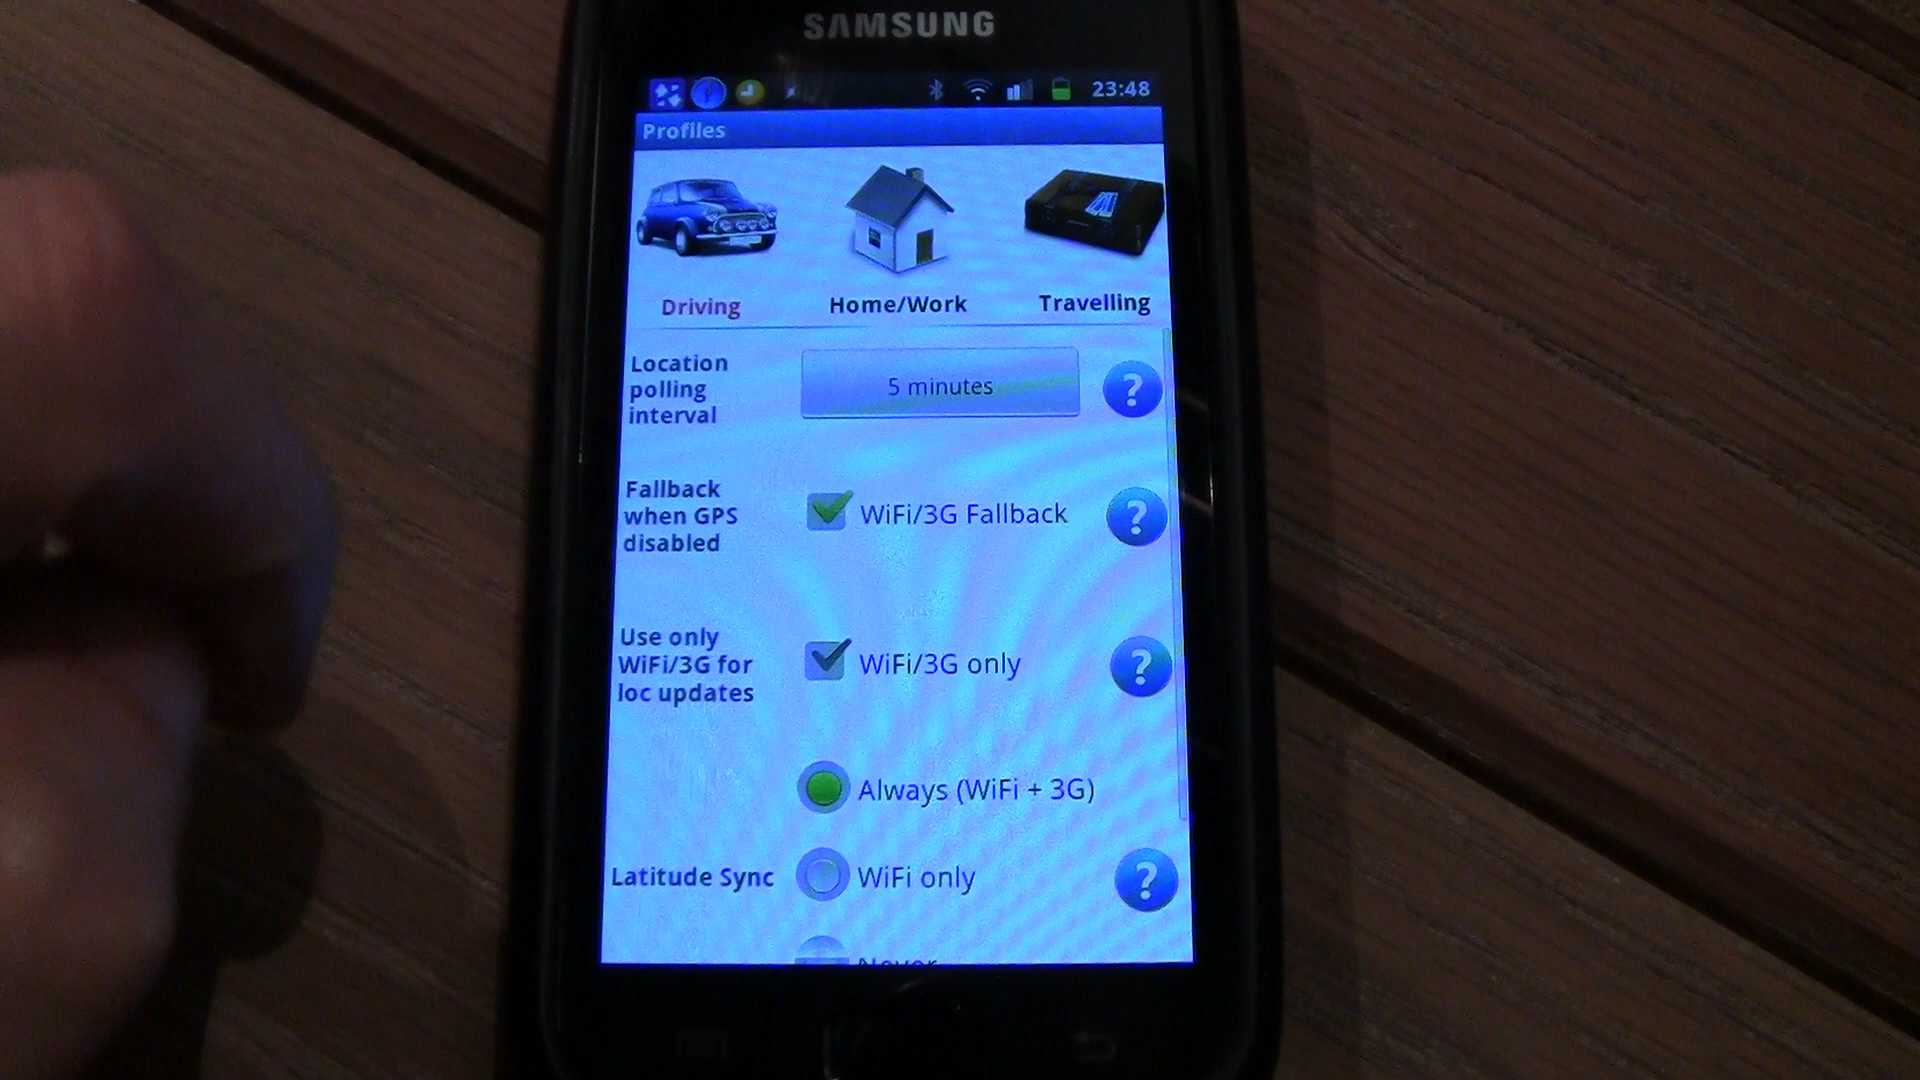 SAMSUNG
23:48
Profiles
Driving
Home/Work
Travelling
Location
polling
interval
5 minutes
?
Fallback
when GPS
disabled
WiFi/3G Fallback
?
Use only
WiFi/3G for
loc updates
WiFi/3G only
?
Always (WiFi + 3G)
Latitude Sync
WiFi only
?
Never